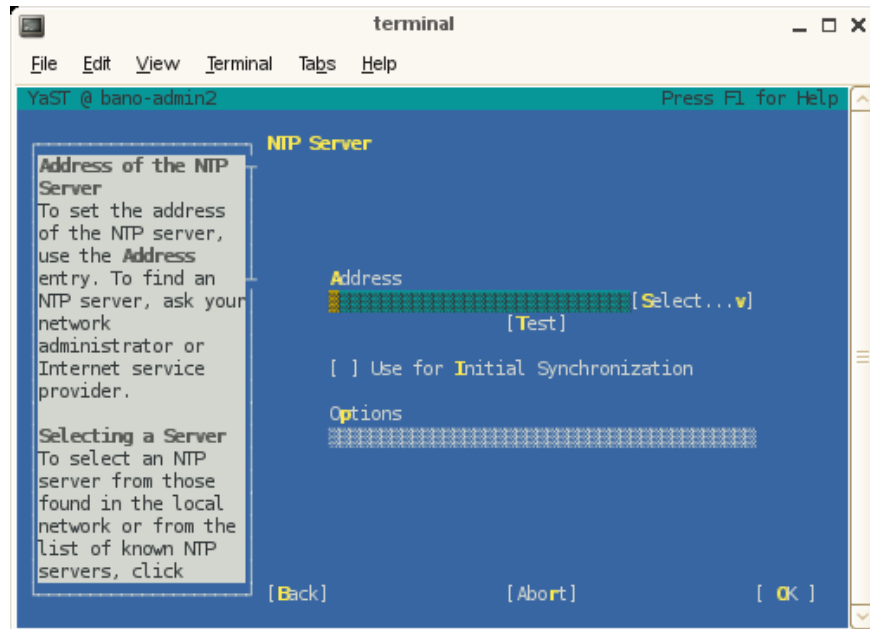 terminal
File Edit View Terminal Tabs Help
YaST @ bano-admin2 Press F1 for Help
NTP Server
Address of the NTP
Server
To set the address
of the NTP server,
use the Address
entry. To find an
NTP server, ask your
network
administrator or
Internet service
provider.
Selecting a Server
To select an NTP
server from those
found in the local
network or from the
list of known NTP
servers, click
Address
[Select...v]
[Test]
[ ] Use for Initial Synchronization
Options
[Back] [Abort] [ OK ]